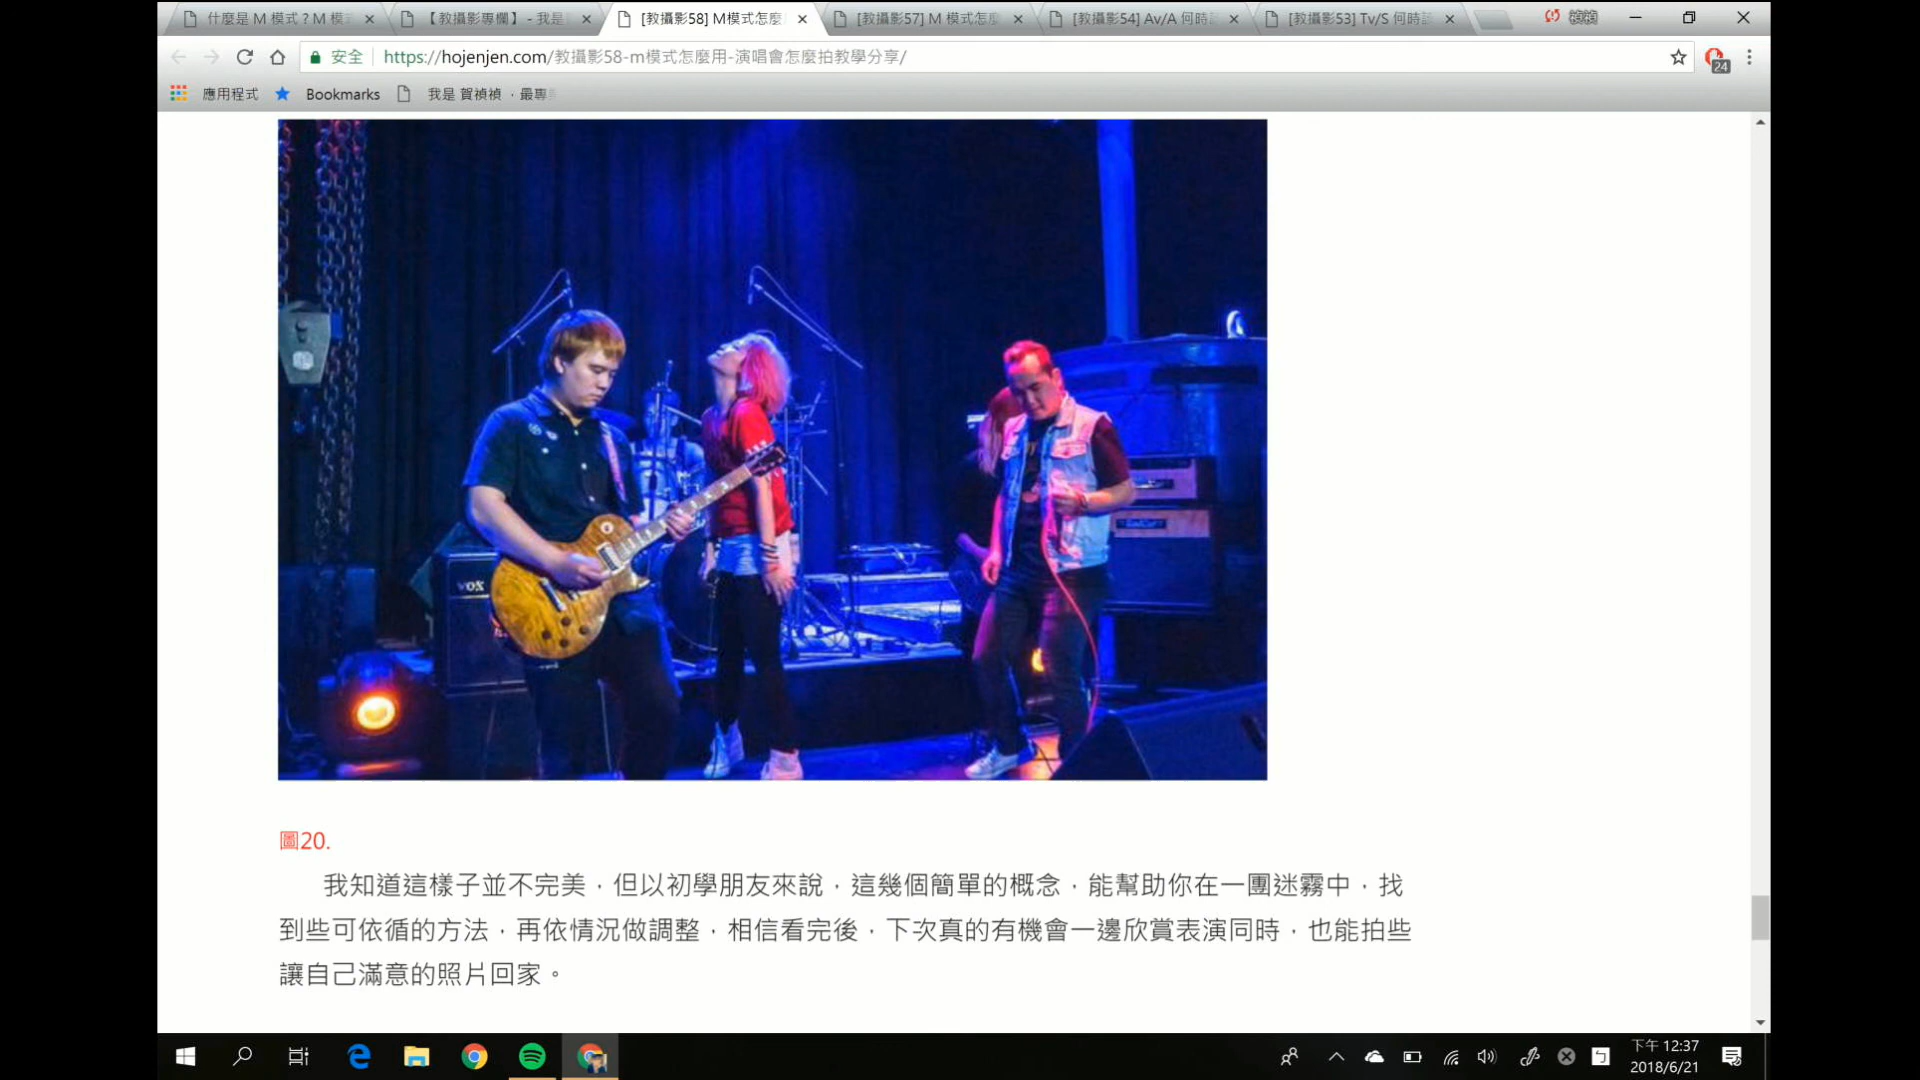 什麼是 M 模式？M 模
【教攝影專欄】 - 我是
[教攝影58] M模式怎麼
[教攝影57] M 模式怎麼
[教攝影54] Av/A 何時
[教攝影53] Tv/S 何時
禎禎
安全
https://hojenjen.com/教攝影58-m模式怎麼用-演唱會怎麼拍教學分享/
24
應用程式
Bookmarks
我是 賀禎禎 ，最專
VOX
圖20.
我知道這樣子並不完美，但以初學朋友來說，這幾個簡單的概念，能幫助你在一團迷霧中，找
到些可依循的方法，再依情況做調整，相信看完後，下次真的有機會一邊欣賞表演同時，也能拍些
讓自己滿意的照片回家。
下午 12:37
2018/6/21